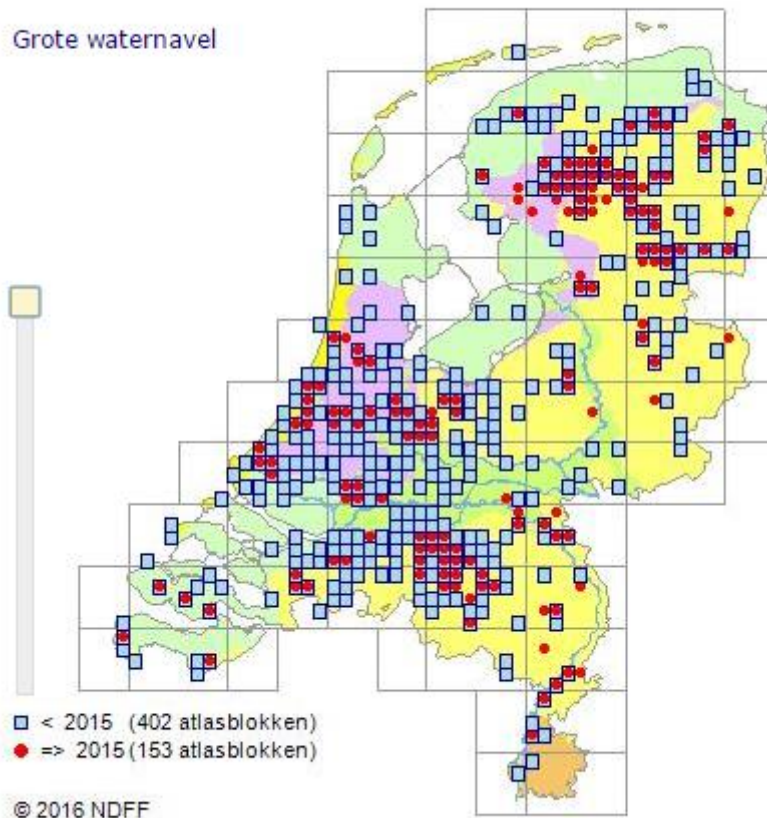 Grote waternavel
< 2015 (402 atlasblokken)
=> 2015 (153 atlasblokken)
© 2016 NDFF